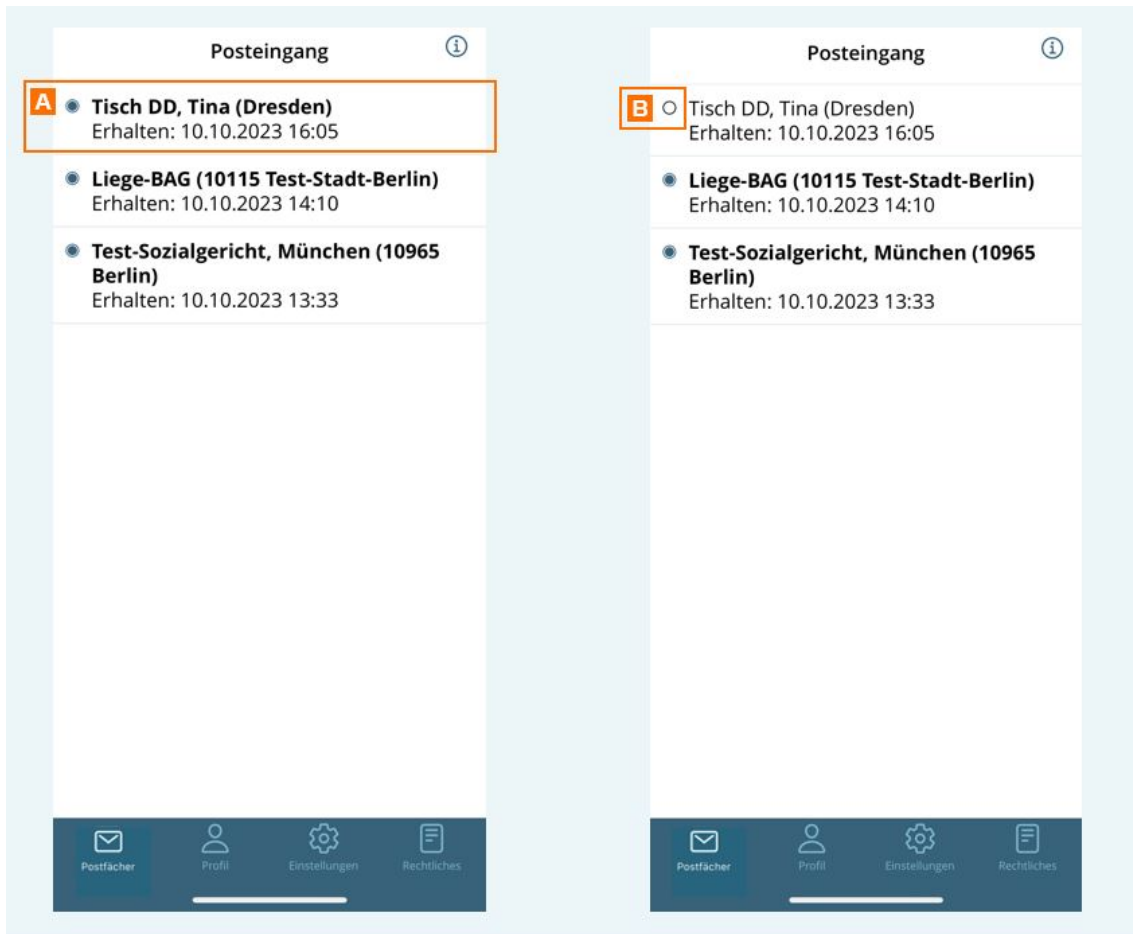 Posteingang
A
Tisch DD, Tina (Dresden)
Erhalten: 10.10.2023 16:05
Liege-BAG (10115 Test-Stadt-Berlin)
Erhalten: 10.10.2023 14:10
Test-Sozialgericht, München (10965
Berlin)
Erhalten: 10.10.2023 13:33
Postfächer
Profil
Einstellungen
Rechtliches
Posteingang
B
Tisch DD, Tina (Dresden)
Erhalten: 10.10.2023 16:05
Liege-BAG (10115 Test-Stadt-Berlin)
Erhalten: 10.10.2023 14:10
Test-Sozialgericht, München (10965
Berlin)
Erhalten: 10.10.2023 13:33
Postfächer
Profil
Einstellungen
Rechtliches